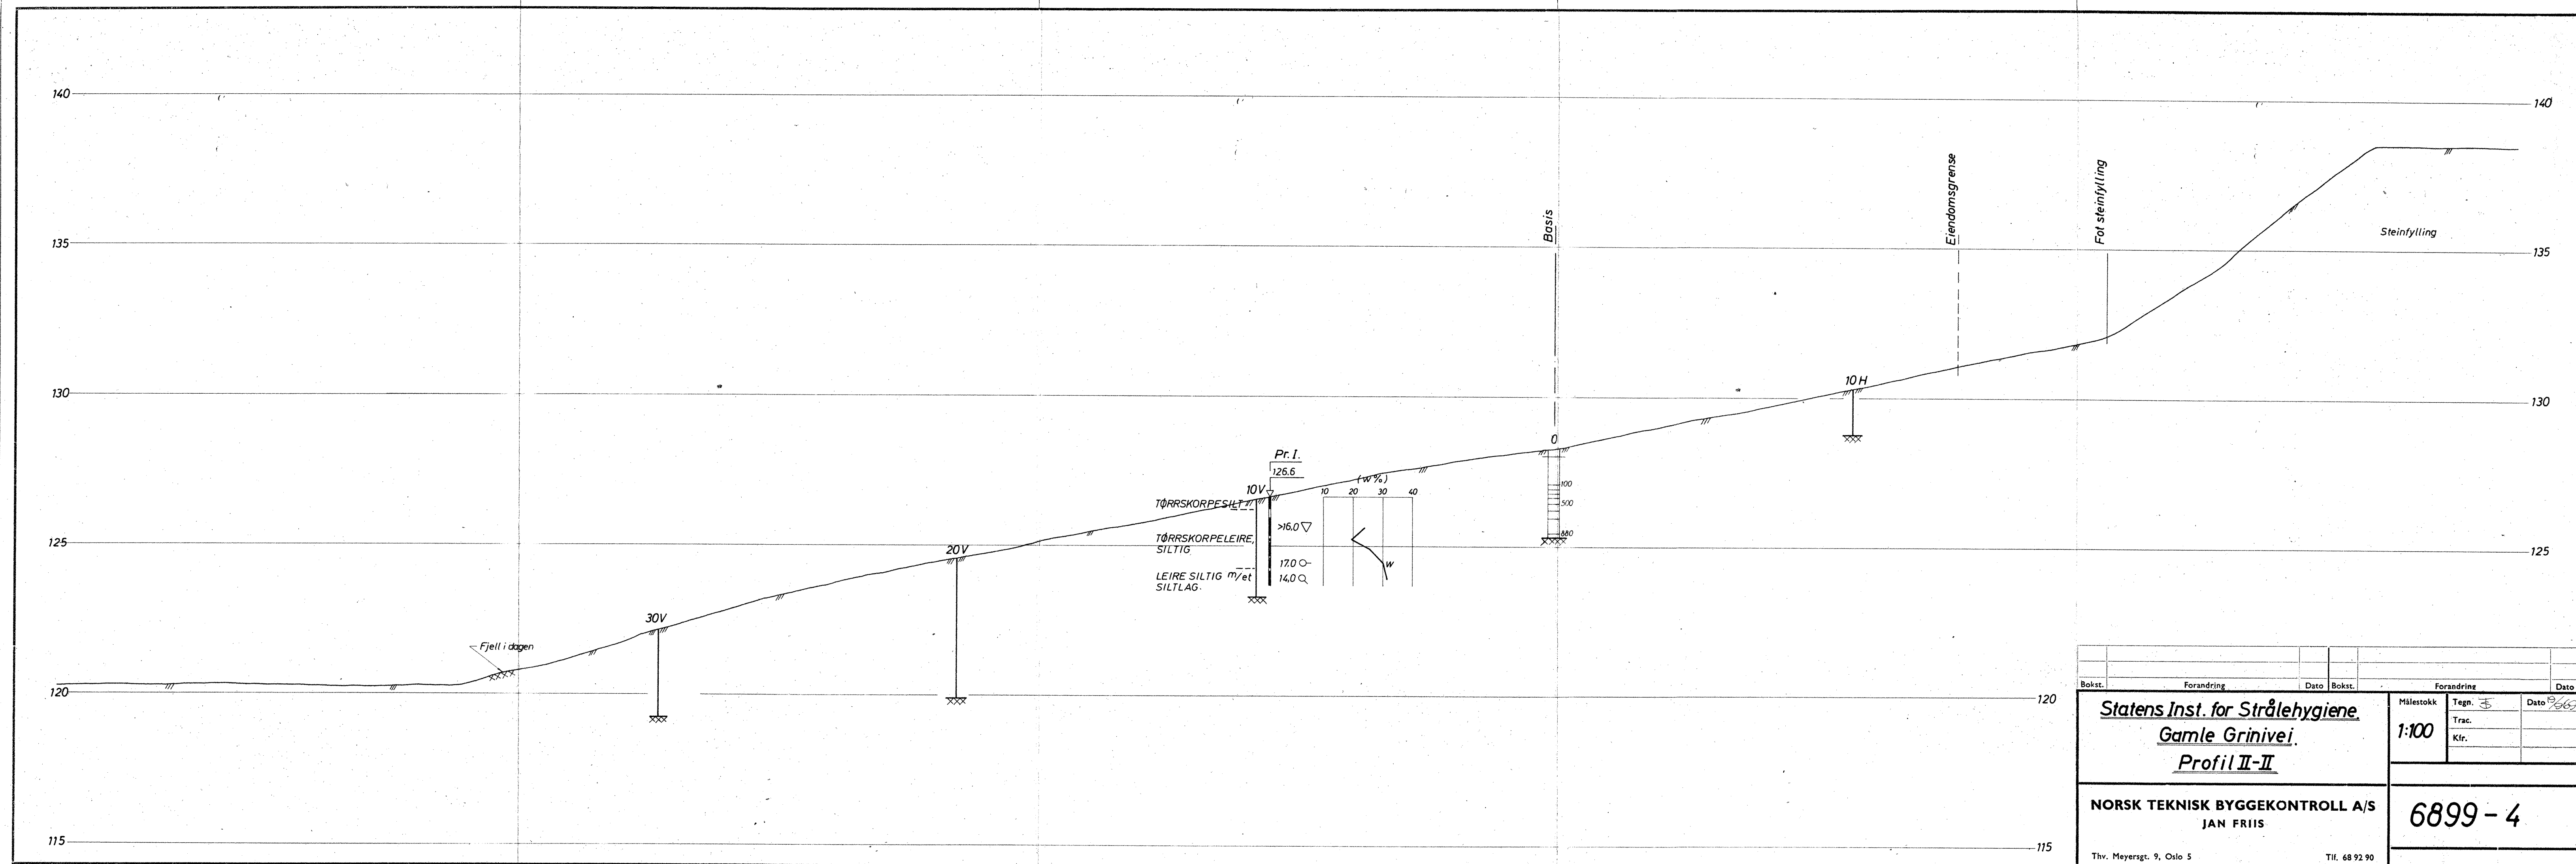 140
140
135
135
130
130
125
125
120
120
115
115
Basis
Eiendomsgrense
Fot steinfylling
Steinfylling
10 H
0
100
500
880
Pr. I.
126.6
10V
(w%)
10 20 30 40
TØRRSKORPESILT
>16,0
TØRRSKORPELEIRE,
SILTIG
17.0
w
LEIRE SILTIG m/et
SILTLAG.
14,0
20V
30V
Fjell i dagen
Bokst. Forandring Dato Bokst. Forandring Dato
Statens Inst. for Strålehygiene.
Gamle Grinivei.
Profil II-II
Målestokk
1:100
Tegn.
Dato
Trac.
Kfr.
NORSK TEKNISK BYGGEKONTROLL A/S
JAN FRIIS
6899-4
Thv. Meyersgt. 9, Oslo 5 Tlf. 68 92 90